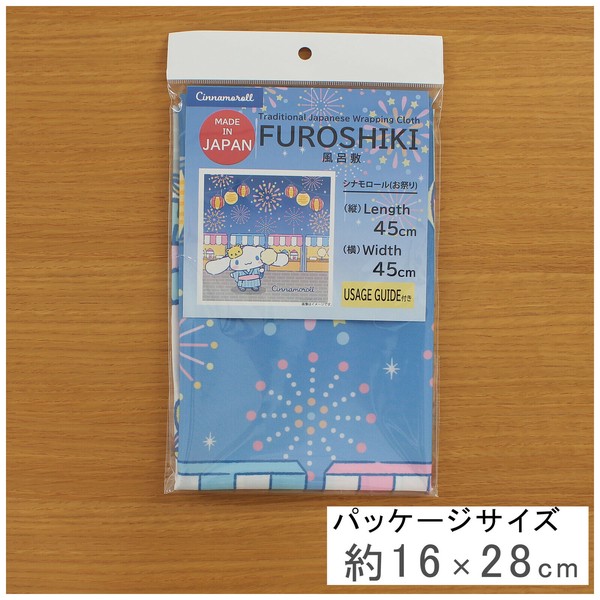 Cinnamoroll
MADE
IN
JAPAN
Traditional Japanese Wrapping Cloth
FUROSHIKI
風呂敷
シナモロール(お祭り)
(縦) Length
45cm
(横) Width
45cm
USAGE GUIDE付き
Cinnamoroll
パッケージサイズ
約16×28cm